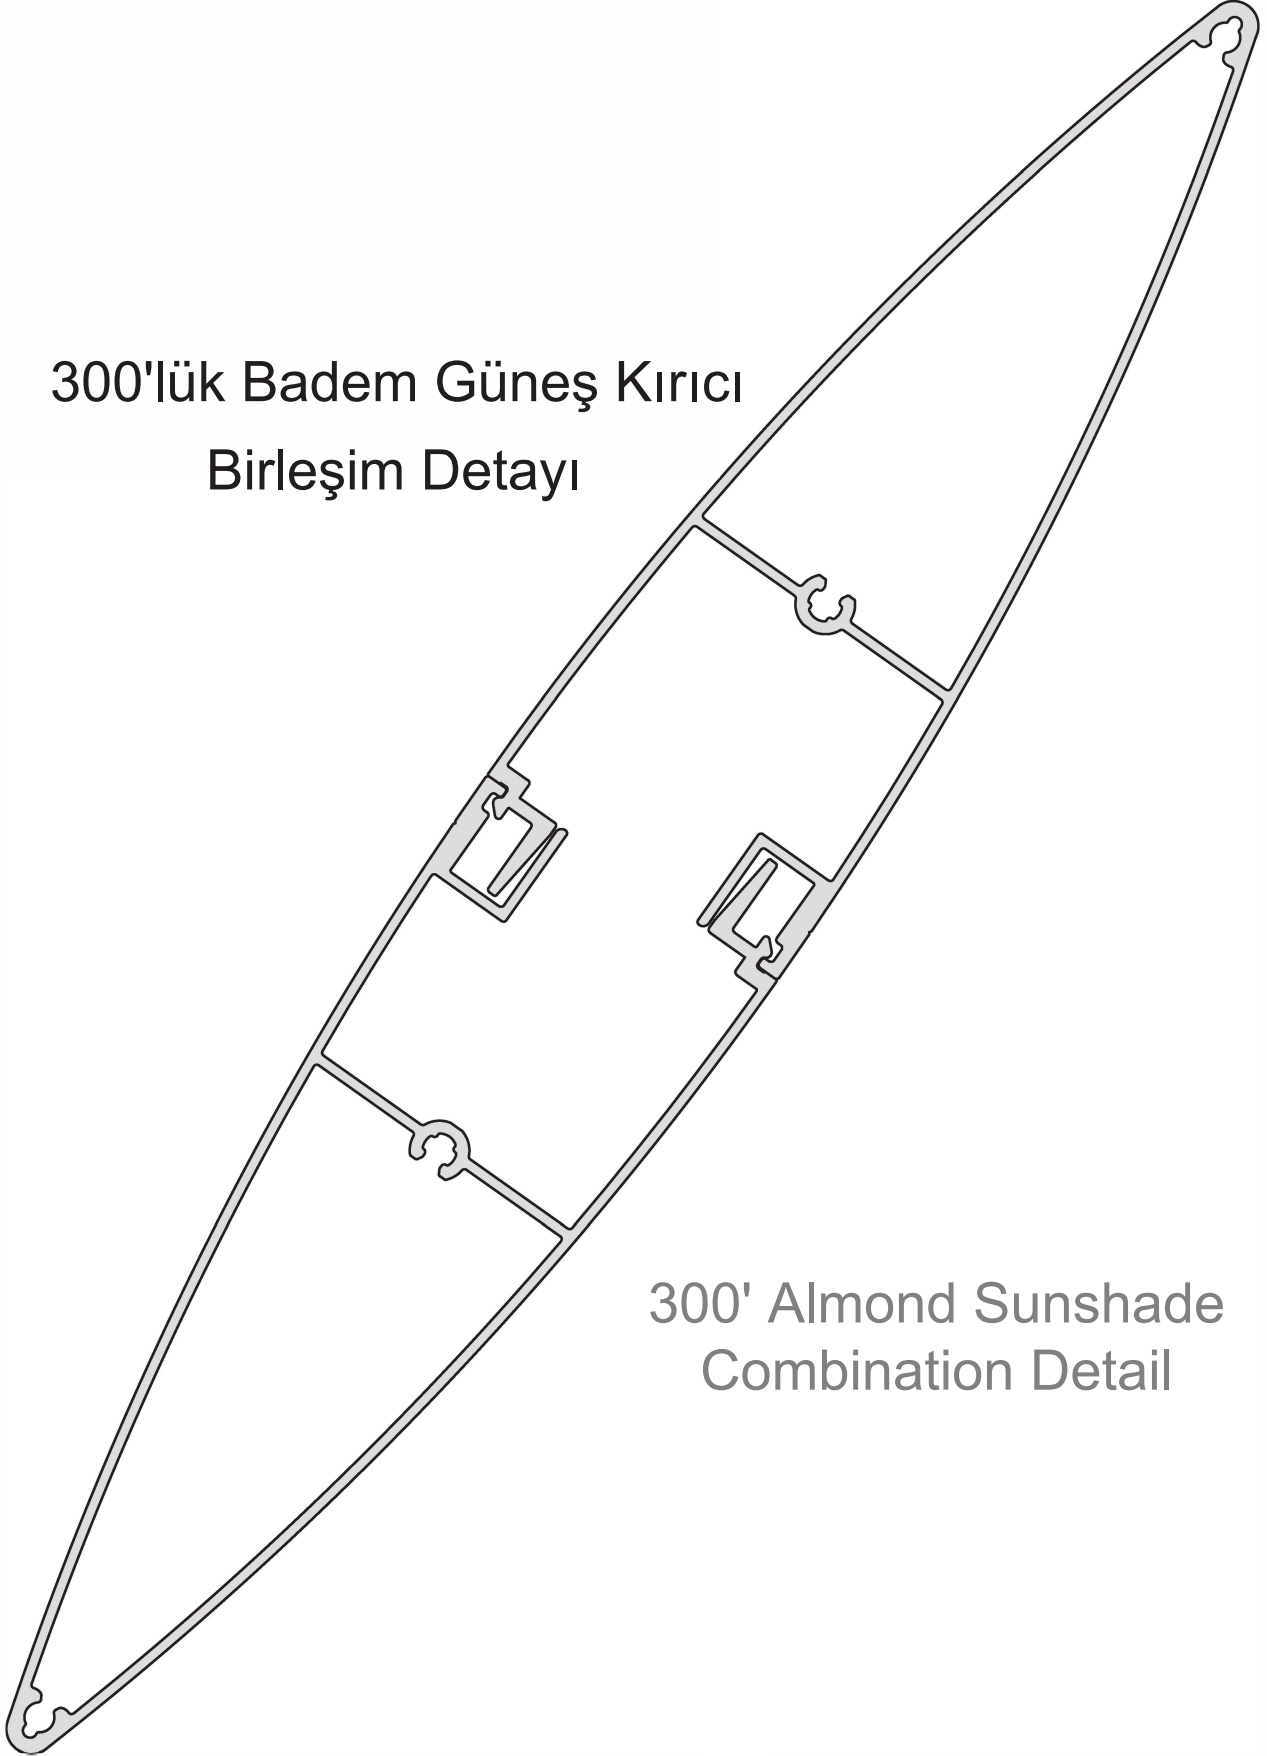 300'lük Badem Güneş Kırıcı
Birleşim Detayı
300' Almond Sunshade
Combination Detail